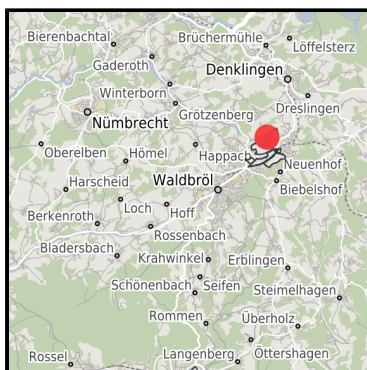 Bierenbachtal
Brüchermühle
Löffelsterz
Gaderoth
Denklingen
Winterborn
Dreslingen
Grötzenberg
Nümbrecht
Oberelben
Hömel
Happach
Neuenhof
Harscheid
Waldbröl
Biebelshof
Loch
Hoff
Berkenroth
Rossenbach
Bladersbach
Krahwinkel
Erblingen
Schönenbach
Seifen
Steimelhagen
Rommen
Überholz
Rossel
Langenberg
Öttershagen